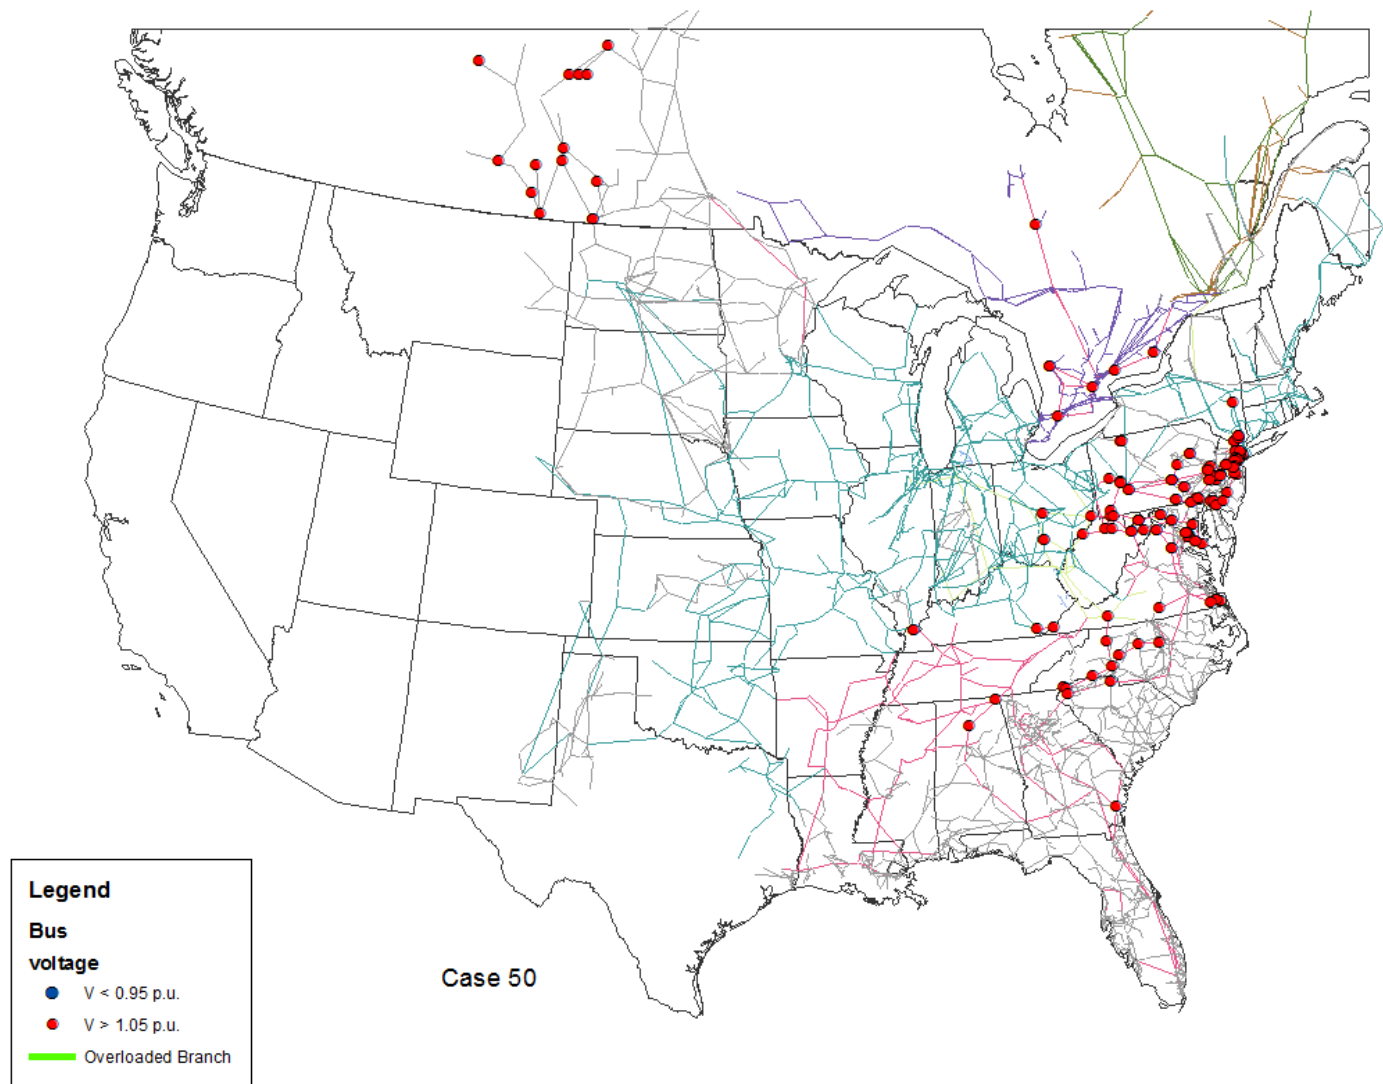 Legend
Bus
voltage
V < 0.95 p.u.
V > 1.05 p.u.
Overloaded Branch
Case 50